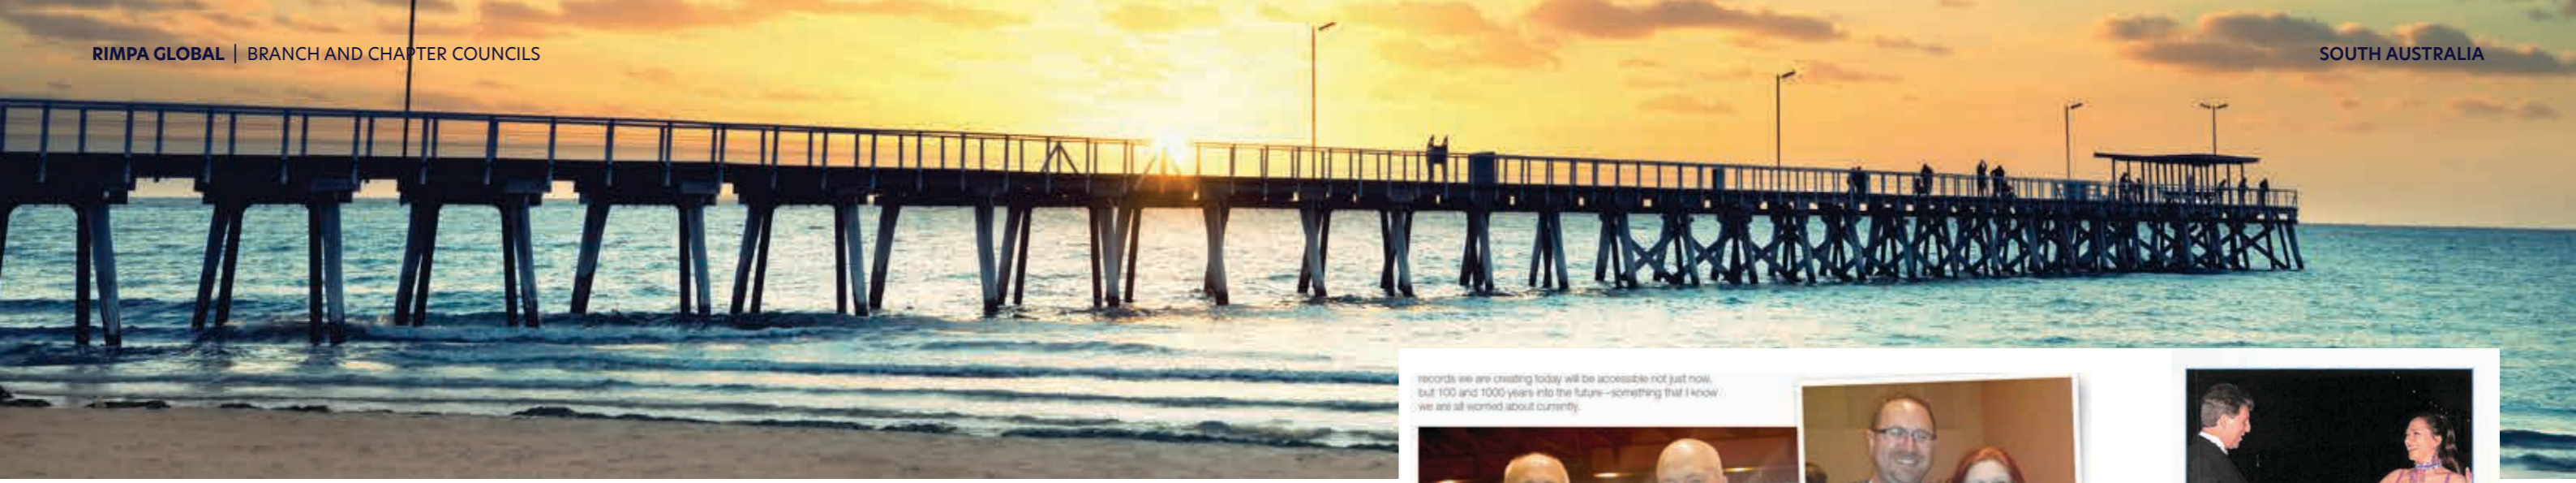 RIMPA GLOBAL | BRANCH AND CHAPTER COUNCILS
SOUTH AUSTRALIA
records we are creating today will be accessible not just now,
but 100 and 1000 years into the future–something that I know
we are all worried about currently.